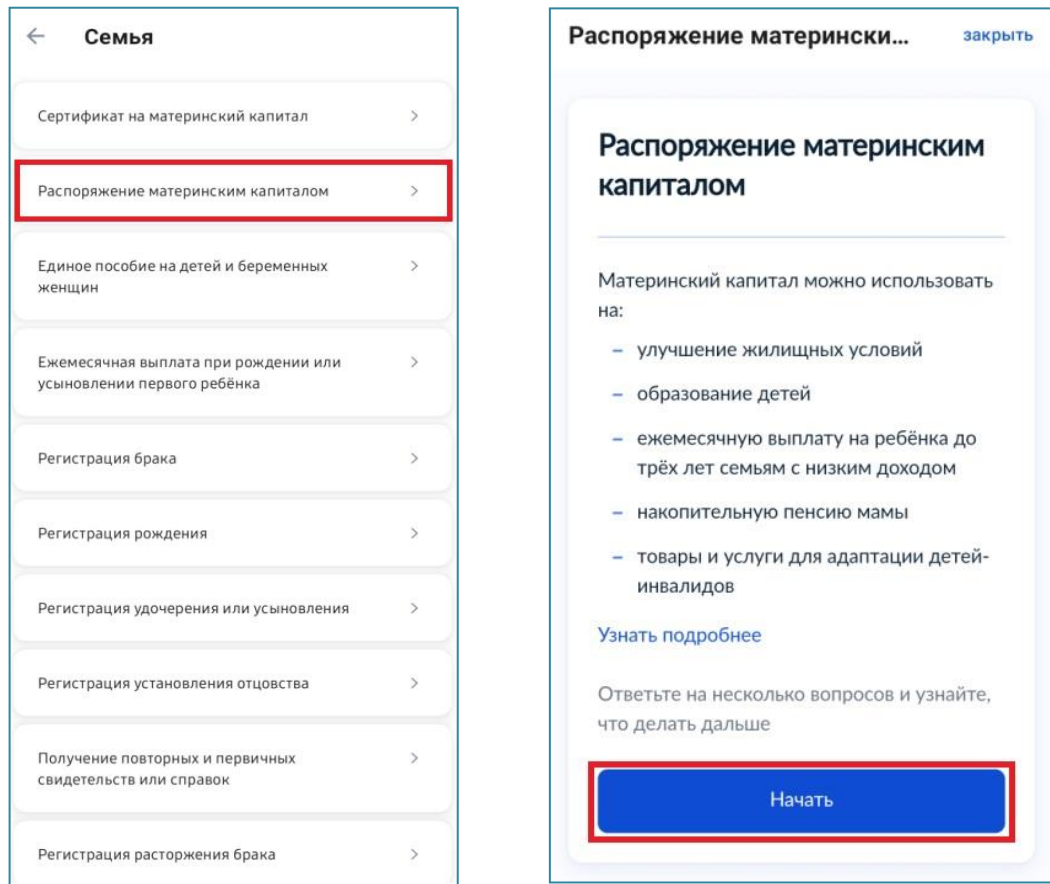 Семья
Сертификат на материнский капитал
Распоряжение материнским капиталом
Единое пособие на детей и беременных
женщин
Ежемесячная выплата при рождении или
усыновлении первого ребёнка
Регистрация брака
Регистрация рождения
Регистрация удочерения или усыновления
Регистрация установления отцовства
Получение повторных и первичных
свидетельств или справок
Регистрация расторжения брака
Распоряжение матерински... закрыть
Распоряжение материнским
капиталом
Материнский капитал можно использовать
на:
– улучшение жилищных условий
– образование детей
– ежемесячную выплату на ребёнка до
трёх лет семьям с низким доходом
– накопительную пенсию мамы
– товары и услуги для адаптации детей-
инвалидов
Узнать подробнее
Ответьте на несколько вопросов и узнайте,
что делать дальше
Начать